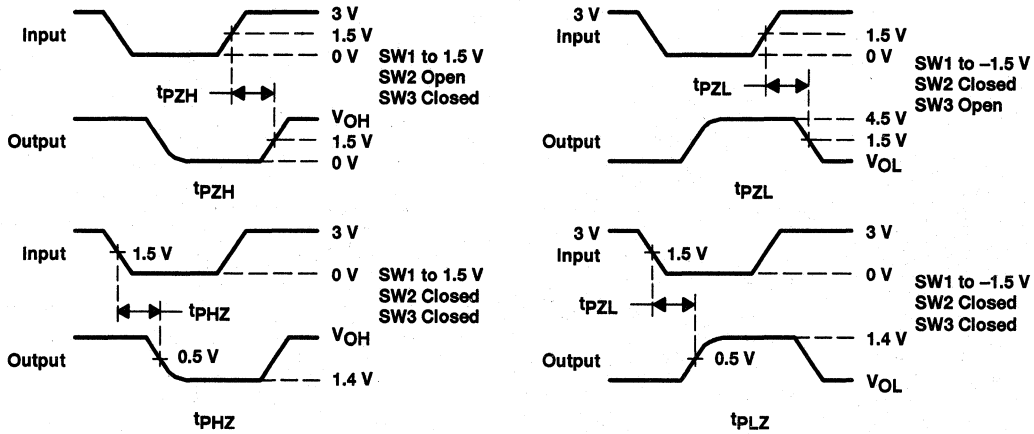 Input
3 V
1.5 V
0 V
SW1 to 1.5 V
SW2 Open
SW3 Closed
tPZH
Output
VOH
1.5 V
0 V
tPZH
3 V
Input
1.5 V
0 V
SW1 to –1.5 V
SW2 Closed
SW3 Open
tPZL
Output
4.5 V
1.5 V
VOL
tPZL
Input
1.5 V
3 V
0 V
SW1 to 1.5 V
SW2 Closed
SW3 Closed
tPHZ
Output
0.5 V
VOH
1.4 V
tPHZ
3 V
Input
1.5 V
3 V
0 V
SW1 to –1.5 V
SW2 Closed
SW3 Closed
tPZL
Output
0.5 V
1.4 V
VOL
tPLZ